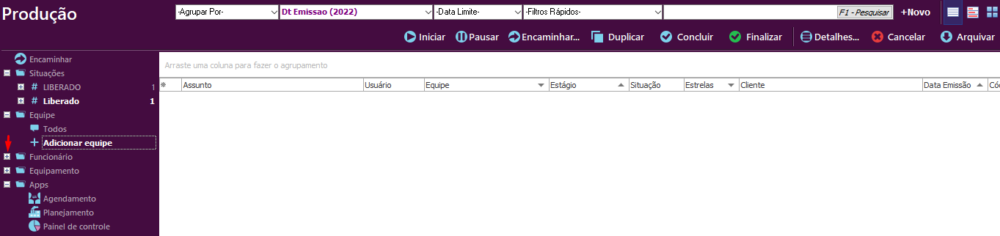 Produção
-Agrupar Por-
Dt Emissao (2022)
-Data Limite-
-Filtros Rápidos-
F1 - Pesquisar
+Novo
Iniciar
Pausar
Encaminhar...
Duplicar
Concluir
Finalizar
Detalhes...
Cancelar
Arquivar
Encaminhar
Situações
# LIBERADO 1
# Liberado 1
Equipe
Todos
Adicionar equipe
Funcionário
Equipamento
Apps
Agendamento
Planejamento
Painel de controle
Arraste uma coluna para fazer o agrupamento
Assunto
Usuário
Equipe
Estágio
Situação
Estrelas
Cliente
Data Emissão
Có